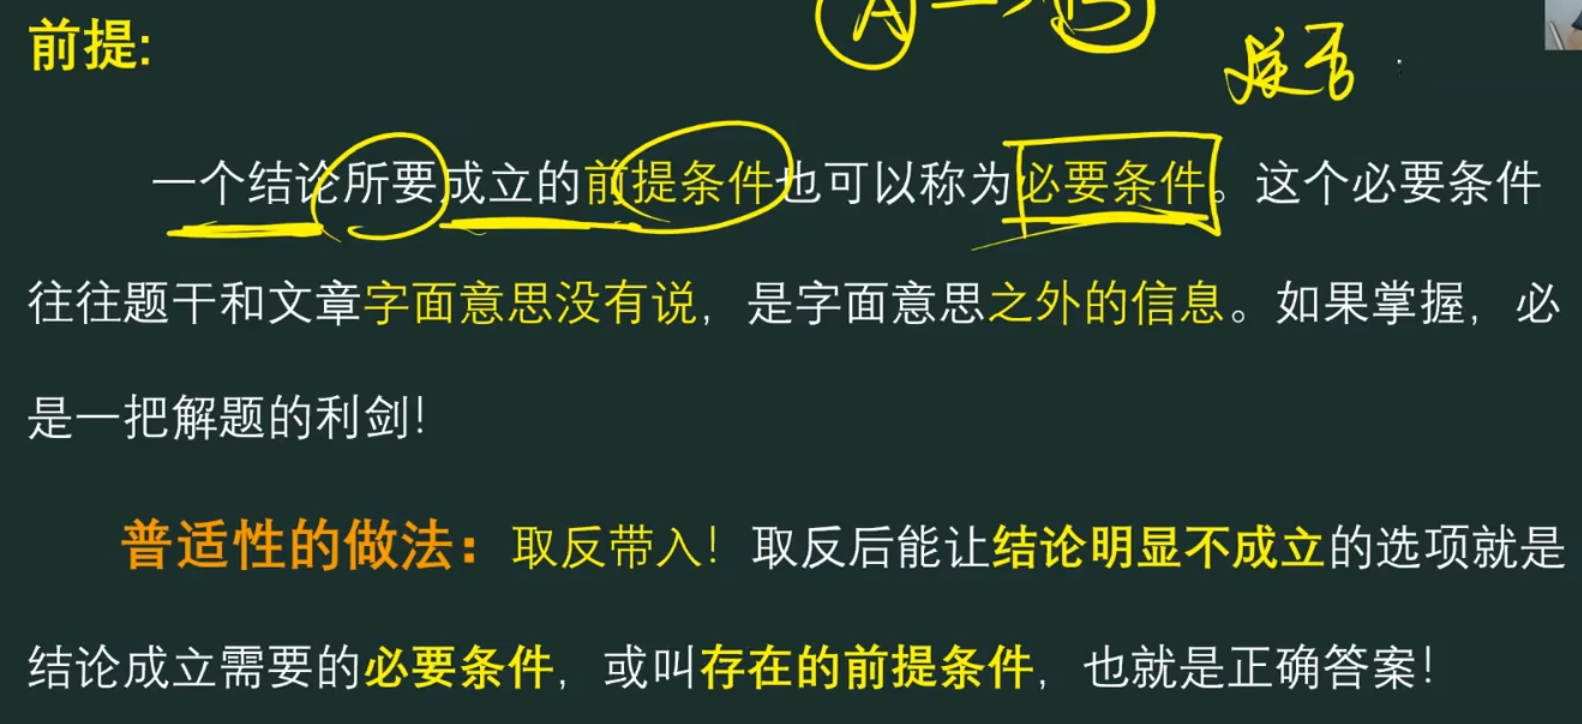 A→B
前提:
逆否
一个结论所要成立的前提条件也可以称为必要条件。这个必要条件
往往题干和文章字面意思没有说，是字面意思之外的信息。如果掌握，必
是一把解题的利剑！
普适性的做法：取反带入！取反后能让结论明显不成立的选项就是
结论成立需要的必要条件，或叫存在的前提条件，也就是正确答案！